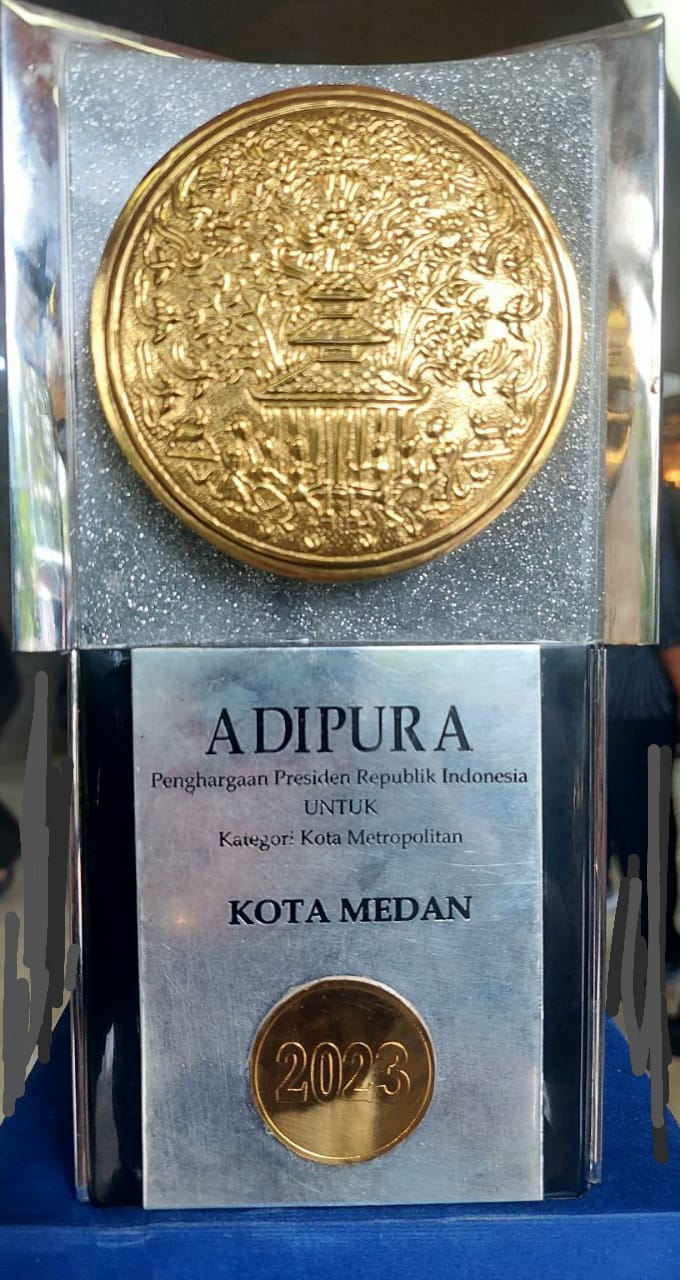 ADIPURA
Penghargaan Presiden Republik Indonesia
UNTUK
Kategori Kota Metropolitan
KOTA MEDAN
2023